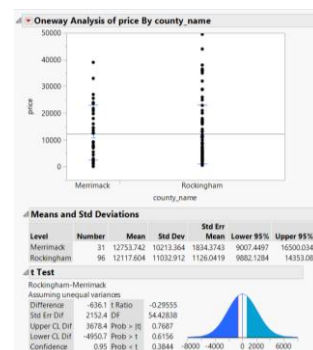 Oneway Analysis of price By county_name
50000
40000
30000
20000
10000
0
price
Merrimack Rockingham
county_name
Means and Std Deviations
Std Err
Level Number Mean Std Dev Mean Lower 95% Upper 95%
Merrimack 31 12753.742 10213.364 1834.3743 9007.4497 16500.034
Rockingham 96 12117.604 11032.912 1126.0419 9882.1284 14353.08
t Test
Rockingham-Merrimack
Assuming unequal variances
Difference -636.1 t Ratio -0.29555
Std Err Dif 2152.4 DF 54.42838
Upper CL Dif 3678.4 Prob > |t| 0.7687
Lower CL Dif -4950.7 Prob > t 0.6156
Confidence 0.95 Prob < t 0.3844 -8000 -4000 0 2000 6000